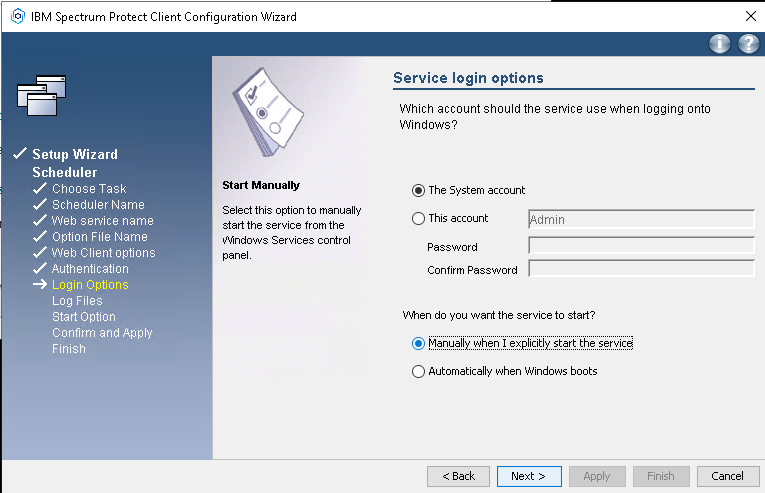 IBM Spectrum Protect Client Configuration Wizard
Service login options
Which account should the service use when logging onto
Windows?
Setup Wizard
Scheduler
Choose Task
Scheduler Name
Web service name
Option File Name
Web Client options
Authentication
Login Options
Log Files
Start Option
Confirm and Apply
Finish
Start Manually
Select this option to manually
start the service from the
Windows Services control
panel.
The System account
This account
Admin
Password
Confirm Password
When do you want the service to start?
Manually when I explicitly start the service
Automatically when Windows boots
< Back
Next >
Apply
Finish
Cancel